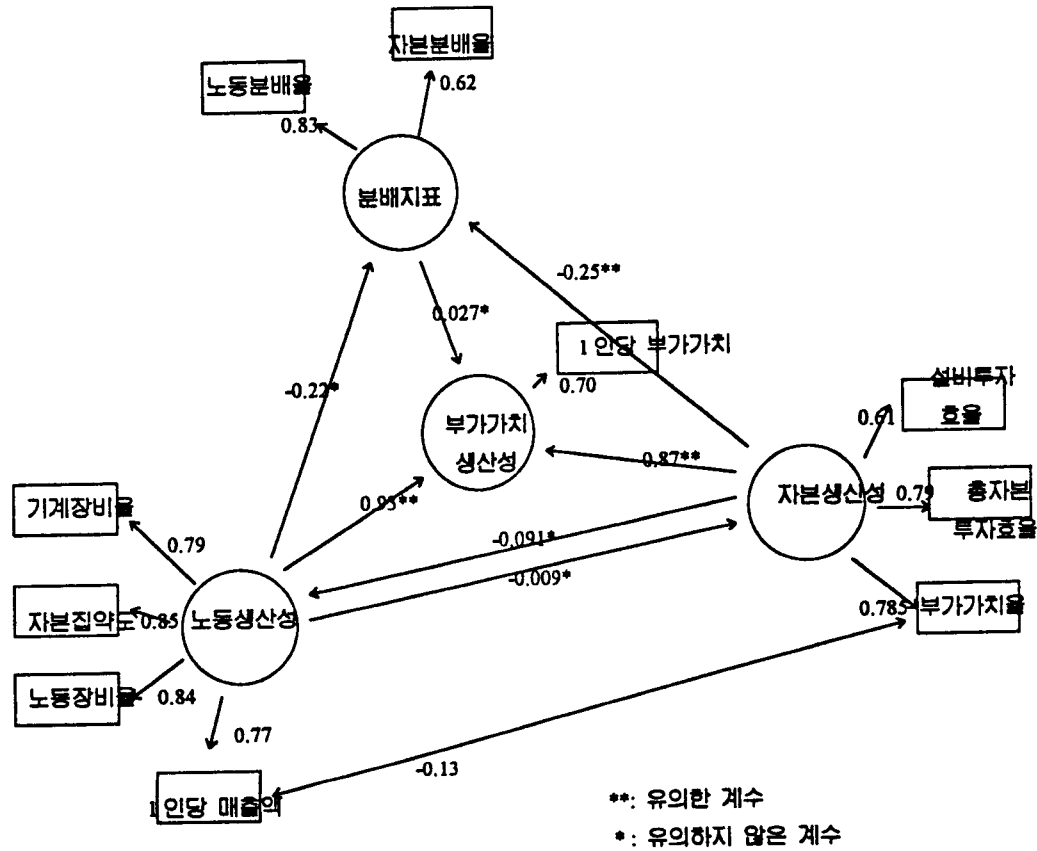 자본분배율
노동분배율
0.62
0.83
분배지표
-0.25**
0.027*
1인당 부가가치
0.70
-0.22*
설비투자
효율
0.61
부가가치
생산성
0.87**
자본생산성
0.79
총자본
투자효율
기계장비율
0.93**
0.79
-0.091*
-0.009*
자본집약도
0.85
노동생산성
0.785
부가가치율
노동장비율
0.84
0.77
-0.13
1인당 매출액
**: 유의한 계수
*: 유의하지 않은 계수